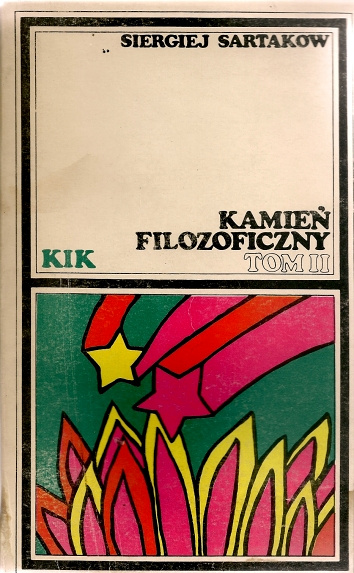 SIERGIEJ SARTAKOW
KAMIEŃ
FILOZOFICZNY
KIK
TOM II